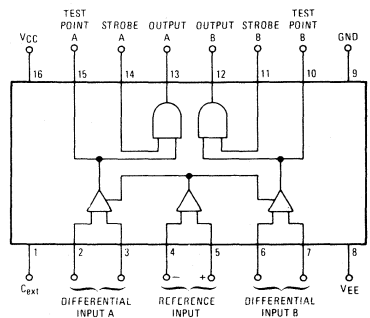 TEST TEST
POINT STROBE OUTPUT OUTPUT STROBE POINT
VCC A A A B B B GND
16 15 14 13 12 11 10 9
1 2 3 4 5 6 7 8
− +
Cext VEE
DIFFERENTIAL REFERENCE DIFFERENTIAL
INPUT A INPUT INPUT B